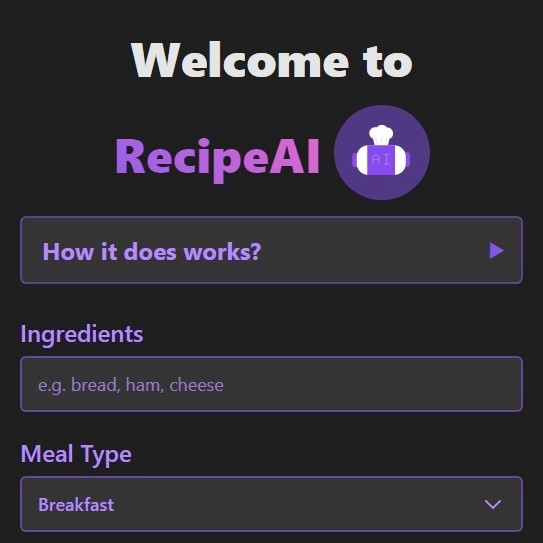 Welcome to
RecipeAI
AI
How it does works?
Ingredients
e.g. bread, ham, cheese
Meal Type
Breakfast